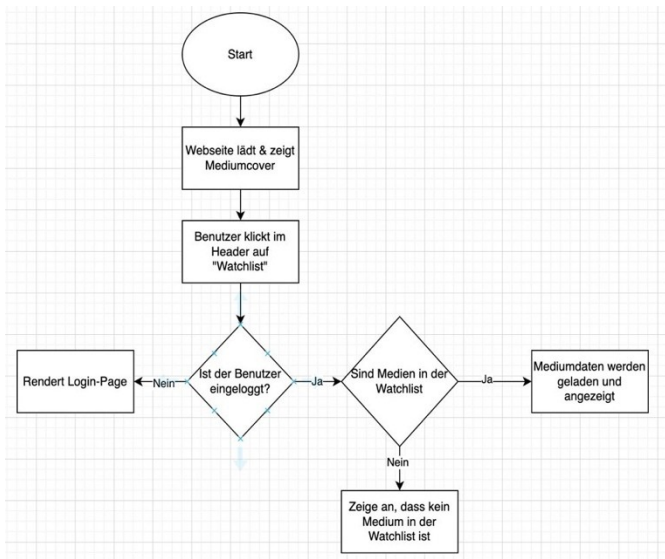 Start
Webseite lädt & zeigt
Mediumcover
Benutzer klickt im
Header auf
"Watchlist"
Ist der Benutzer
eingeloggt?
Nein
Rendert Login-Page
Ja
Sind Medien in der
Watchlist
Ja
Mediumdaten werden
geladen und
angezeigt
Nein
Zeige an, dass kein
Medium in der
Watchlist ist